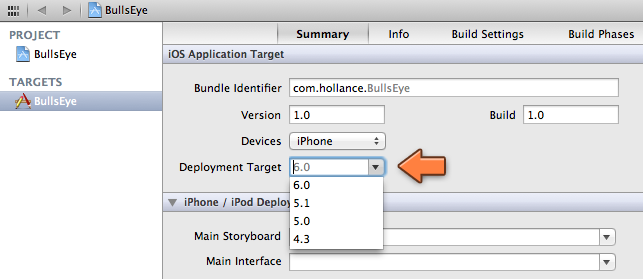 BullsEye
PROJECT
BullsEye
TARGETS
BullsEye
Summary Info Build Settings Build Phases
iOS Application Target
Bundle Identifier com.hollance.BullsEye
Version 1.0 Build 1.0
Devices iPhone
Deployment Target 6.0
6.0
5.1
5.0
4.3
iPhone / iPod Deplo
Main Storyboard
Main Interface